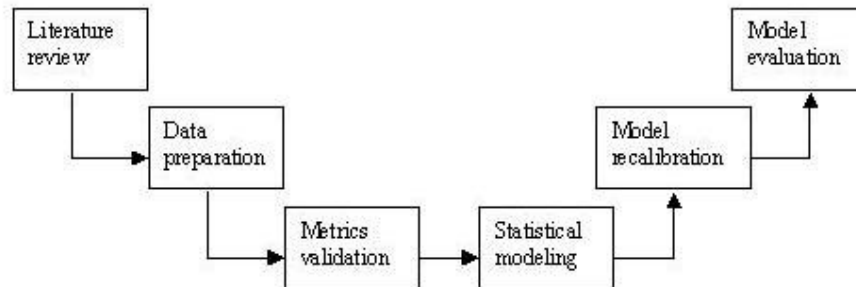 Literature
review
Data
preparation
Metrics
validation
Statistical
modeling
Model
recalibration
Model
evaluation